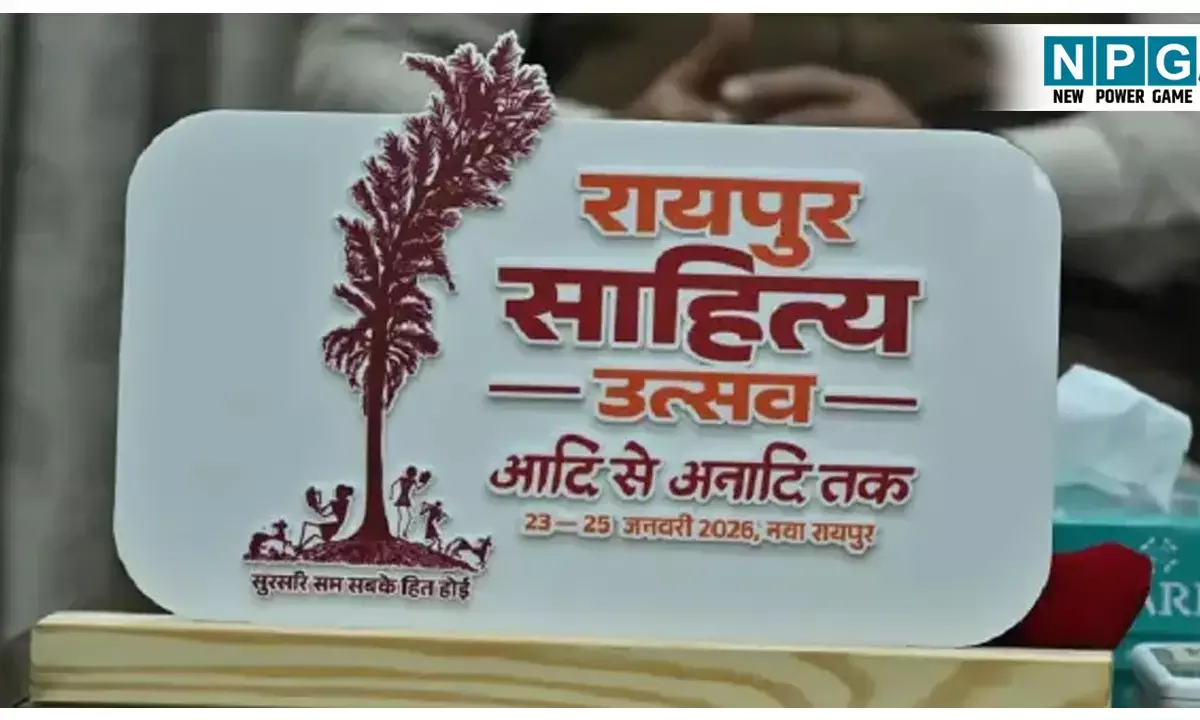 NPG
NEW POWER GAME
रायपुर
साहित्य
उत्सव
आदि से अनादि तक
23 – 25 जनवरी 2026, नवा रायपुर
सुरसरि सम सबके हित होई